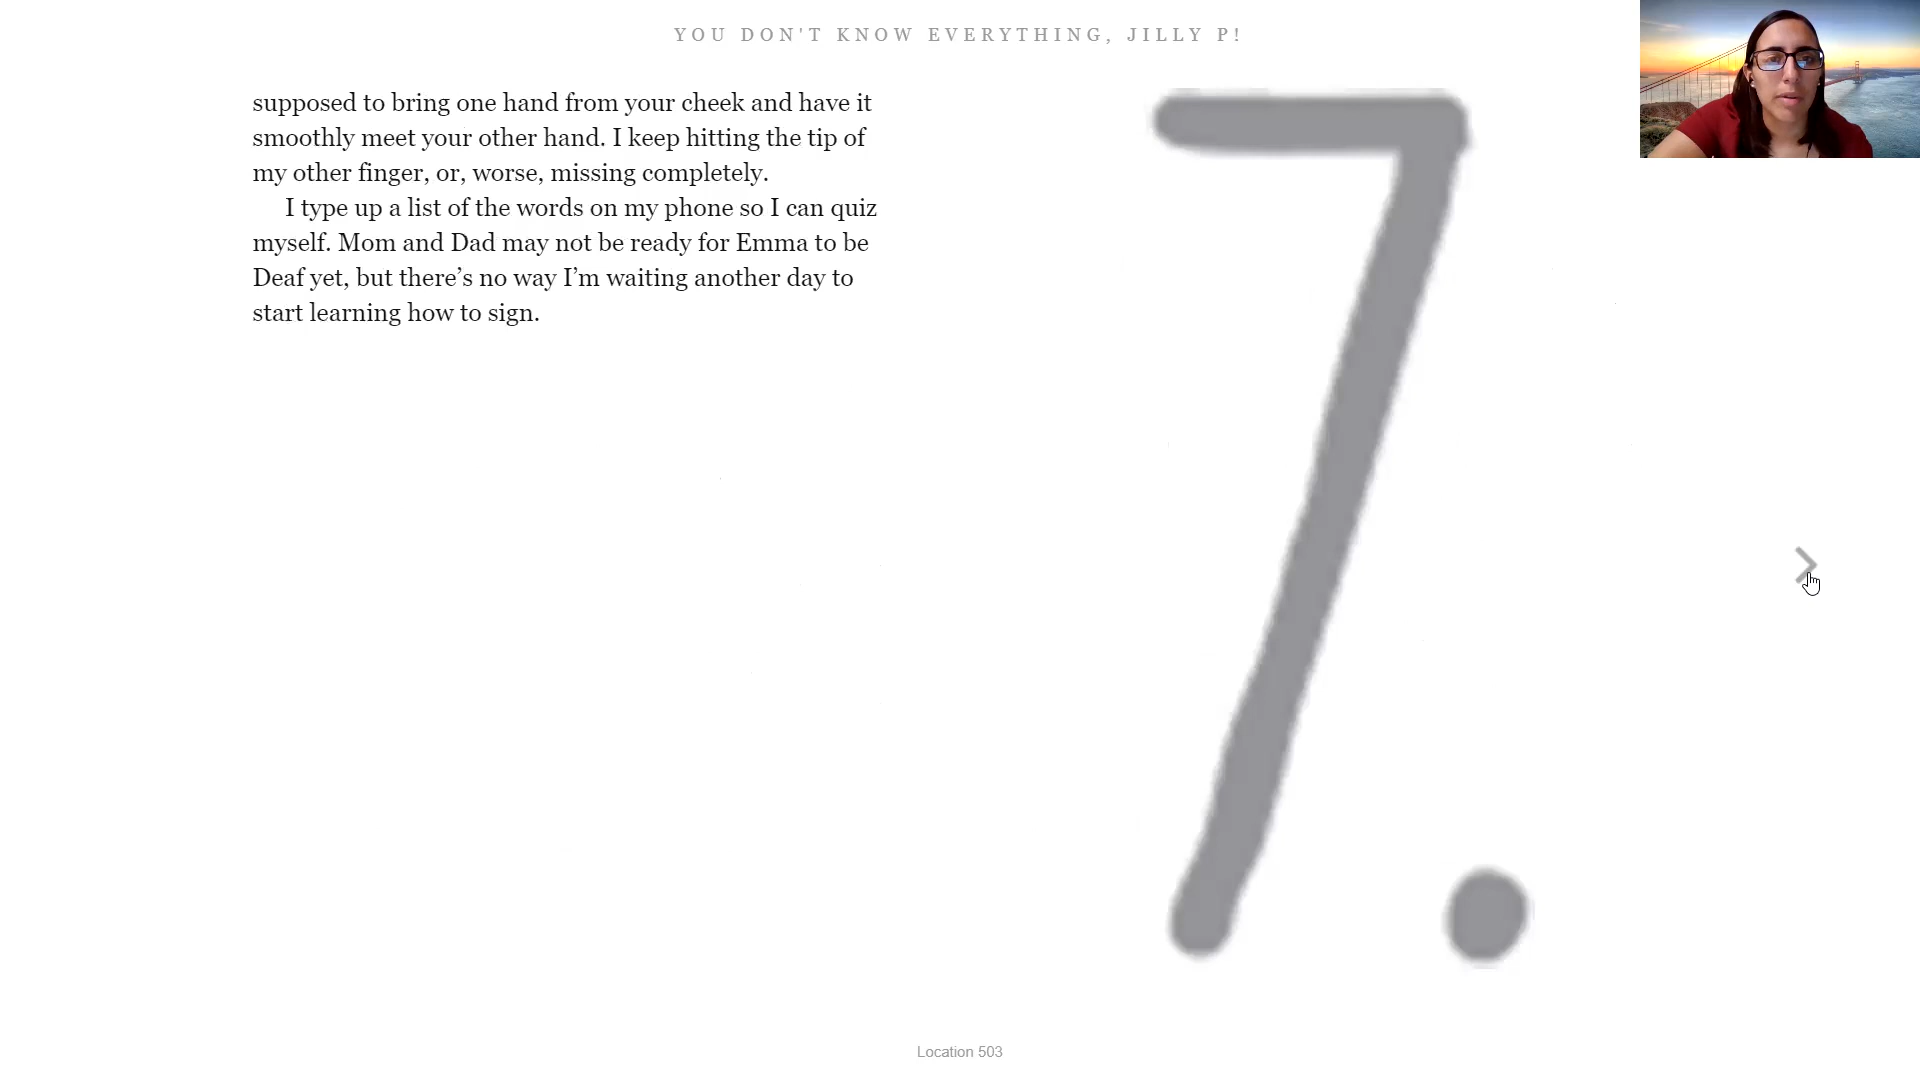 YOU DON'T KNOW EVERYTHING, JILLY P!
supposed to bring one hand from your cheek and have it
smoothly meet your other hand. I keep hitting the tip of
my other finger, or, worse, missing completely.
I type up a list of the words on my phone so I can quiz
myself. Mom and Dad may not be ready for Emma to be
Deaf yet, but there’s no way I’m waiting another day to
start learning how to sign.
7.
Location 503